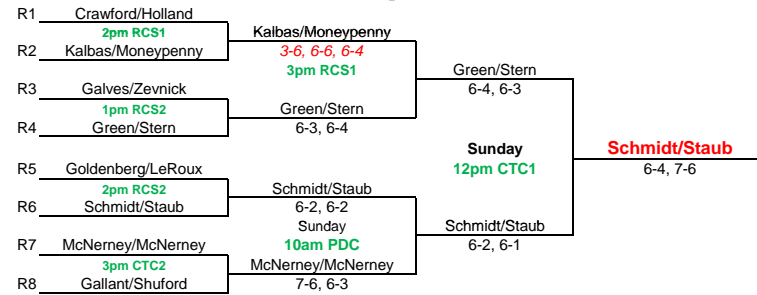 R1 Crawford/Holland
2pm RCS1
R2 Kalbas/Moneypenny
Kalbas/Moneypenny
3-6, 6-6, 6-4
3pm RCS1
R3 Galves/Zevnick
1pm RCS2
R4 Green/Stern
Green/Stern
6-3, 6-4
Green/Stern
6-4, 6-3
Sunday
12pm CTC1
Schmidt/Staub
6-4, 7-6
R5 Goldenberg/LeRoux
2pm RCS2
R6 Schmidt/Staub
Schmidt/Staub
6-2, 6-2
Sunday
10am PDC
R7 McNerney/McNerney
3pm CTC2
R8 Gallant/Shuford
McNerney/McNerney
7-6, 6-3
Schmidt/Staub
6-2, 6-1